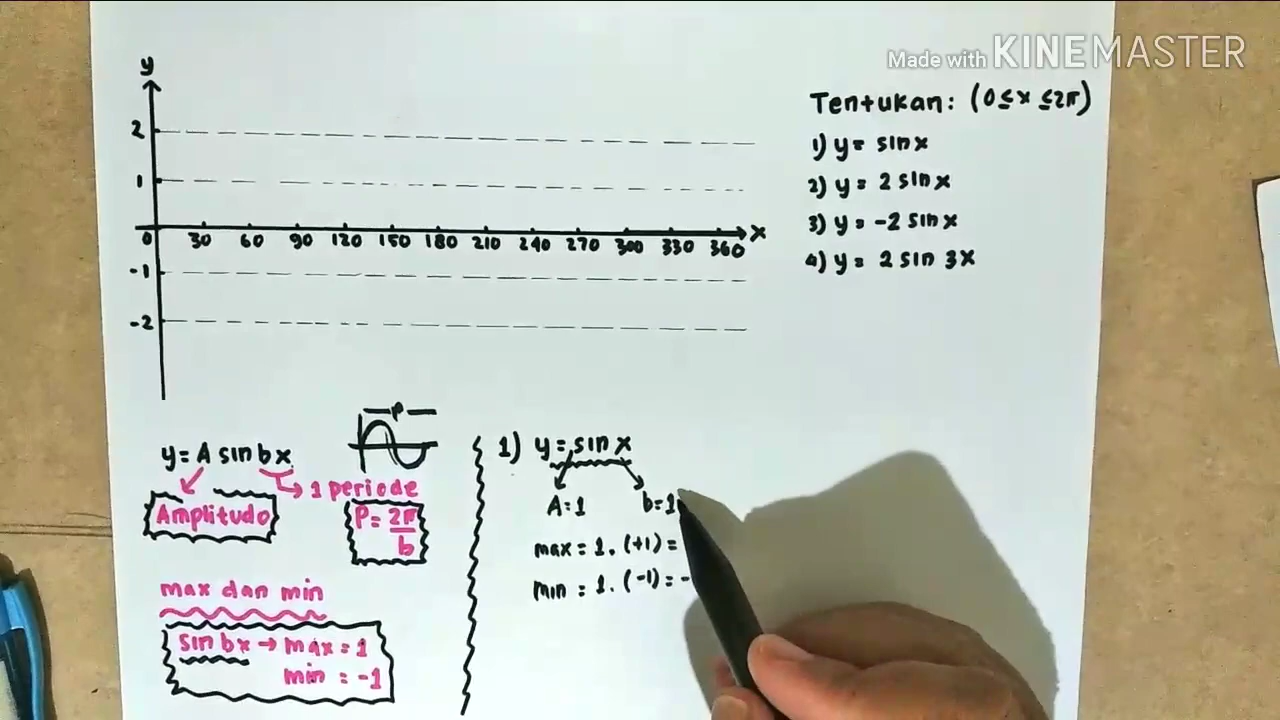 Made with KINEMASTER
y
2
1
0 30 60 90 120 150 180 210 240 270 300 330 360 x
-1
-2
Tentukan: (0≤x≤2π)
1) y= sin x
2) y= 2 sin x
3) y= -2 sin x
4) y= 2 sin 3x
P
y= A sin bx
1 periode
Amplitudo
P= 2π/b
max dan min
sin bx → max = 1
min = -1
1) y= sin x
A=1 b=1
max = 1. (+1) =
min = 1. (-1) = -